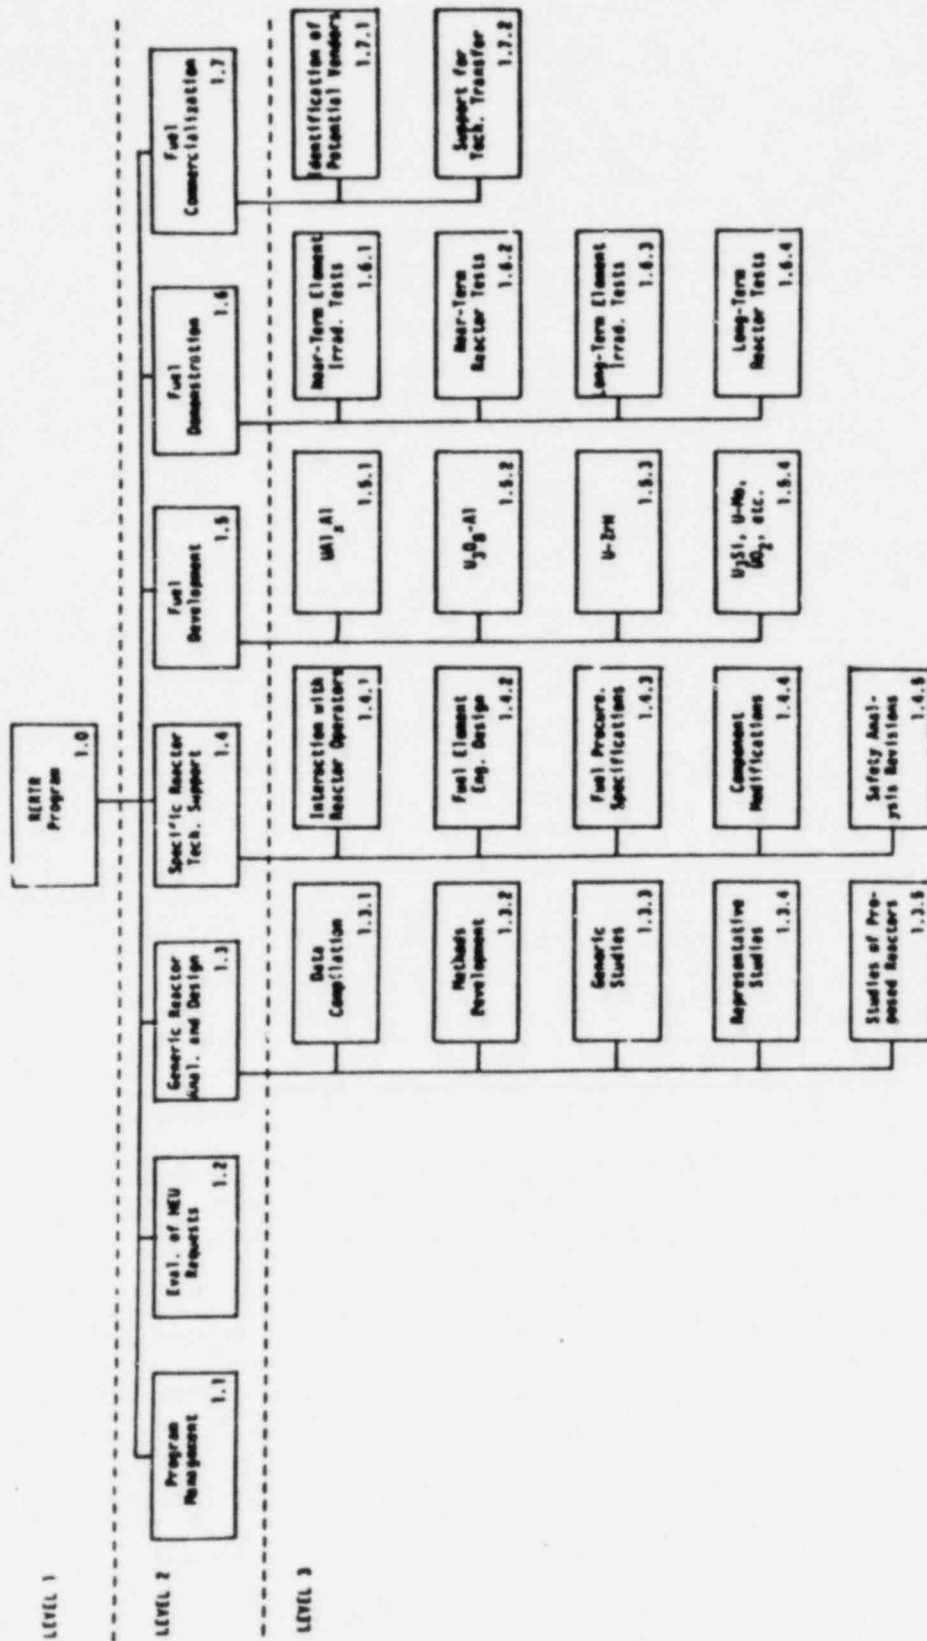 LEVEL 1
RERTR
Program
1.0
LEVEL 2
Program
Management
1.1
Eval. of HEU
Requests
1.2
Generic Reactor
Anal. and Design
1.3
Specific Reactor
Tech. Support
1.4
Fuel
Development
1.5
Fuel
Demonstration
1.6
Fuel
Commercialization
1.7
LEVEL 3
Data
Compilation
1.3.1
Methods
Development
1.3.2
Generic
Studies
1.3.3
Representative
Studies
1.3.4
Studies of Pro-
posed Reactors
1.3.5
Interaction with
Reactor Operators
1.4.1
Fuel Element
Eng. Design
1.4.2
Fuel Procure.
Specifications
1.4.3
Component
Modifications
1.4.4
Safety Anal-
ysis Revisions
1.4.5
UAlₓAl
1.5.1
U₃O₈-Al
1.5.2
U-ZrH
1.5.3
U₃Si, U-Mo,
UO₂, etc.
1.5.4
Near-Term Element
Irrad. Tests
1.6.1
Near-Term
Reactor Tests
1.6.2
Long-Term Element
Irrad. Tests
1.6.3
Long-Term
Reactor Tests
1.6.4
Identification of
Potential Vendors
1.7.1
Support for
Tech. Transfer
1.7.2